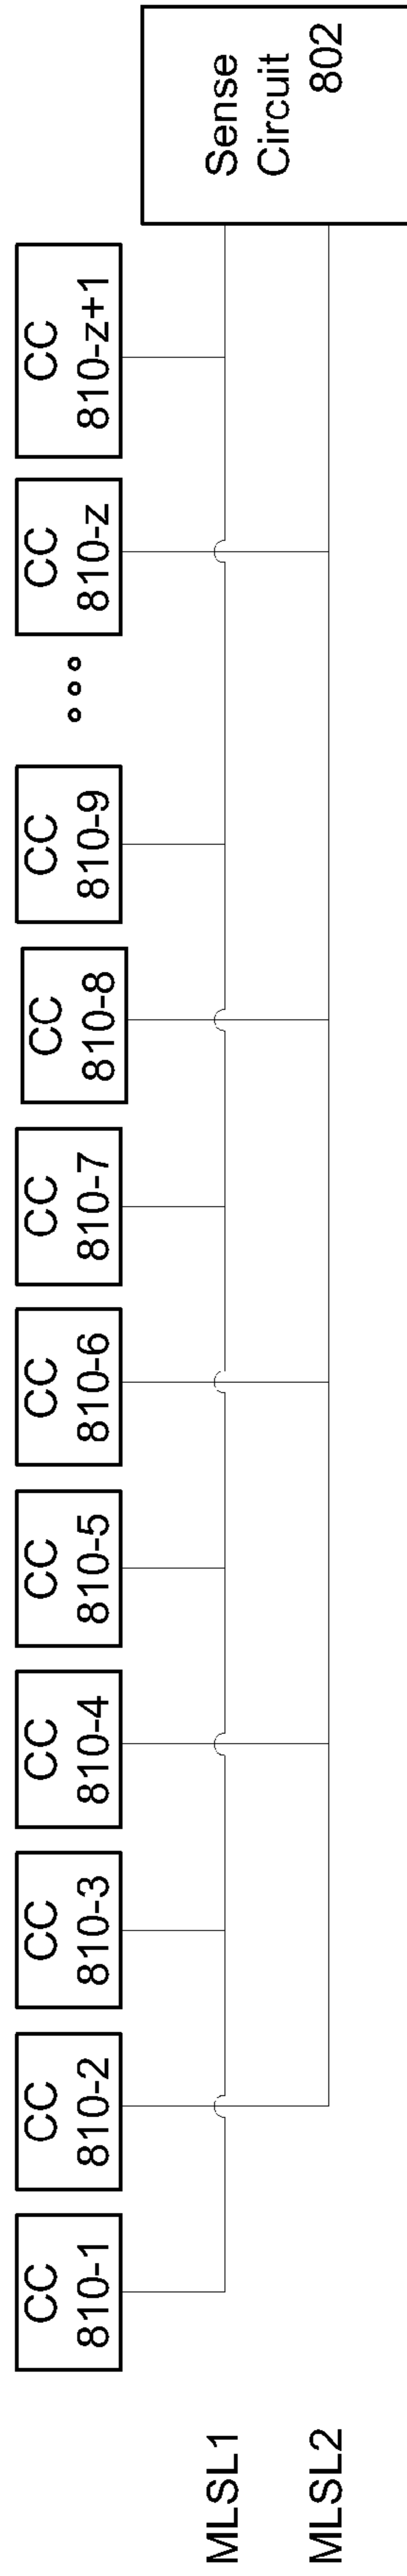 CC
810-1
CC
810-2
CC
810-3
CC
810-4
CC
810-5
CC
810-6
CC
810-7
CC
810-8
CC
810-9
CC
810-z
CC
810-z+1
Sense
Circuit
802
MLSL1
MLSL2